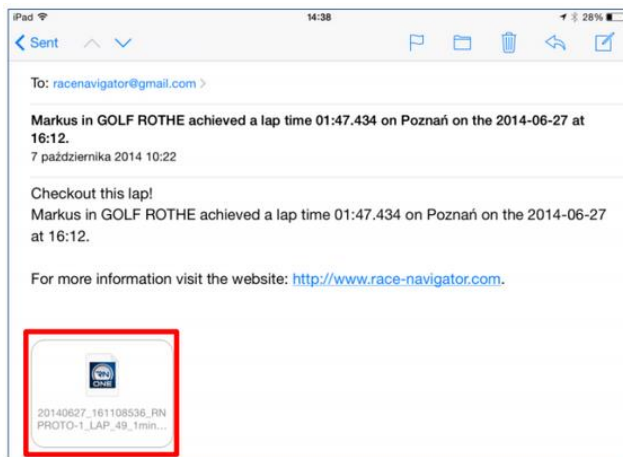 iPad 14:38 28%
Sent
To: racenavigator@gmail.com
Markus in GOLF ROTHE achieved a lap time 01:47.434 on Poznań on the 2014-06-27 at
16:12.
7 października 2014 10:22
Checkout this lap!
Markus in GOLF ROTHE achieved a lap time 01:47.434 on Poznań on the 2014-06-27
at 16:12.
For more information visit the website: http://www.race-navigator.com.
RN
ONE
20140627_161108536_RN
PROTO-1_LAP_49_1min...